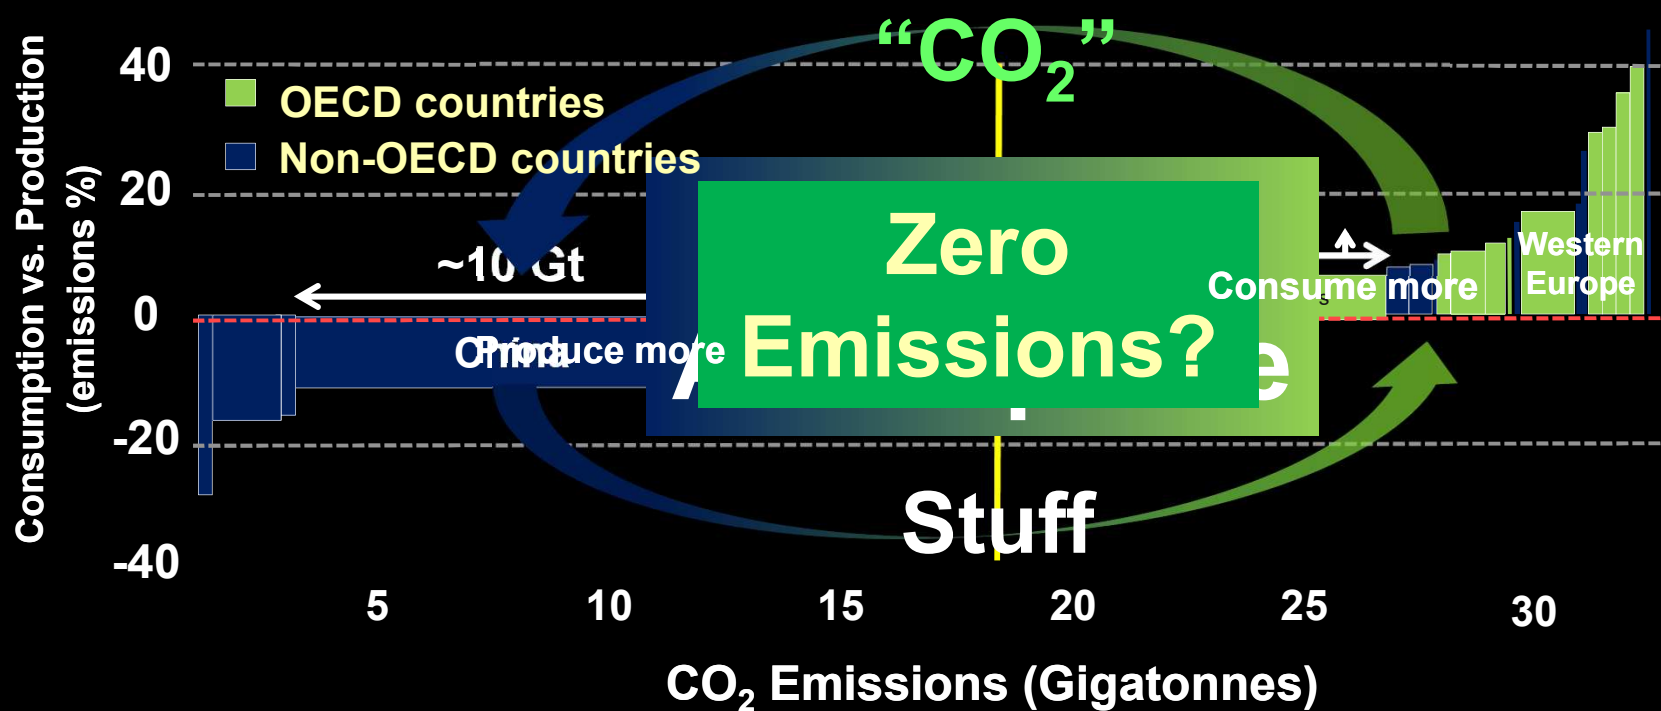 “CO₂”
40
OECD countries
Non-OECD countries
20
Zero
Emissions?
~10 Gt
Western
Europe
Consume more
0
China
Produce more
-20
Stuff
-40
Consumption vs. Production
(emissions %)
5
10
15
20
25
30
CO₂ Emissions (Gigatonnes)